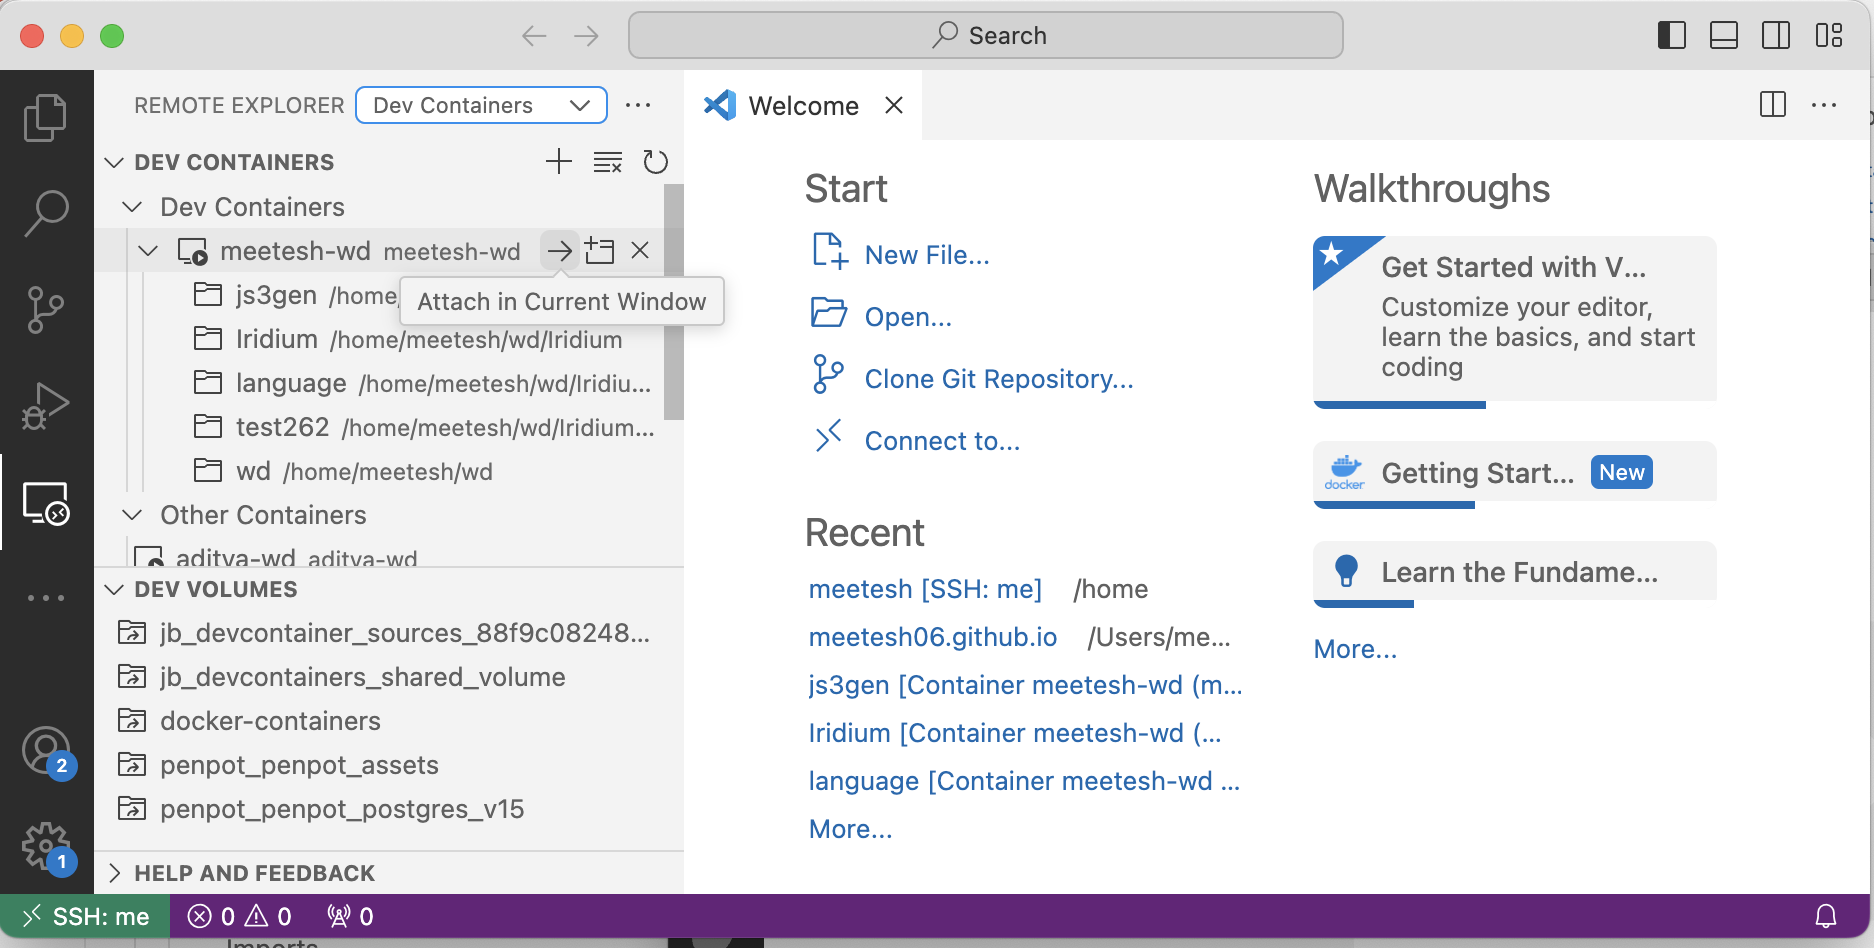 Search
REMOTE EXPLORER
Dev Containers
Welcome
DEV CONTAINERS
Dev Containers
meetesh-wd meetesh-wd
Attach in Current Window
js3gen /home/
Iridium /home/meetesh/wd/Iridium
language /home/meetesh/wd/Iridiu...
test262 /home/meetesh/wd/Iridium...
wd /home/meetesh/wd
Other Containers
aditya-wd aditya-wd
DEV VOLUMES
jb_devcontainer_sources_88f9c08248...
jb_devcontainers_shared_volume
docker-containers
penpot_penpot_assets
penpot_penpot_postgres_v15
HELP AND FEEDBACK
2
1
Start
New File...
Open...
Clone Git Repository...
Connect to...
Recent
meetesh [SSH: me] /home
meetesh06.github.io /Users/me...
js3gen [Container meetesh-wd (m...
Iridium [Container meetesh-wd (...
language [Container meetesh-wd ...
More...
Walkthroughs
Get Started with V...
Customize your editor,
learn the basics, and start
coding
docker
Getting Start... New
Learn the Fundame...
More...
SSH: me 0 0 0
Imports